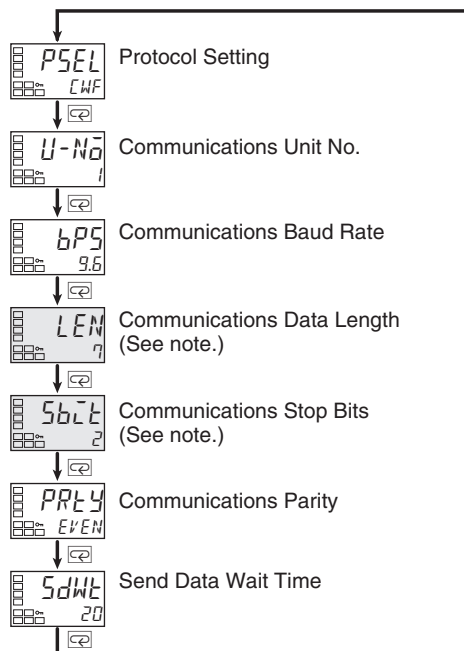 PSEL
Protocol Setting
CWF
U-No
Communications Unit No.
1
bPS
Communications Baud Rate
9.6
LEN
Communications Data Length
(See note.)
7
SbiT
Communications Stop Bits
(See note.)
2
PRtY
Communications Parity
EVEN
SdWt
Send Data Wait Time
20